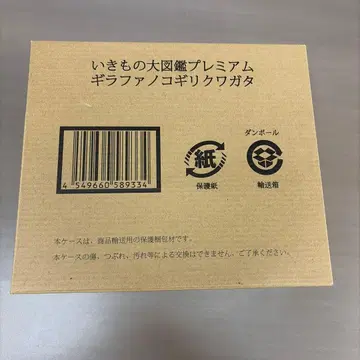 いきもの大図鑑プレミアム
ギラファノコギリクワガタ
4 549660 589334
紙
保護紙
ダンボール
輸送箱
本ケースは、商品輸送用の保護梱包材です。
本ケースの傷、つぶれ、汚れ等による交換はできません。ご了承ください。